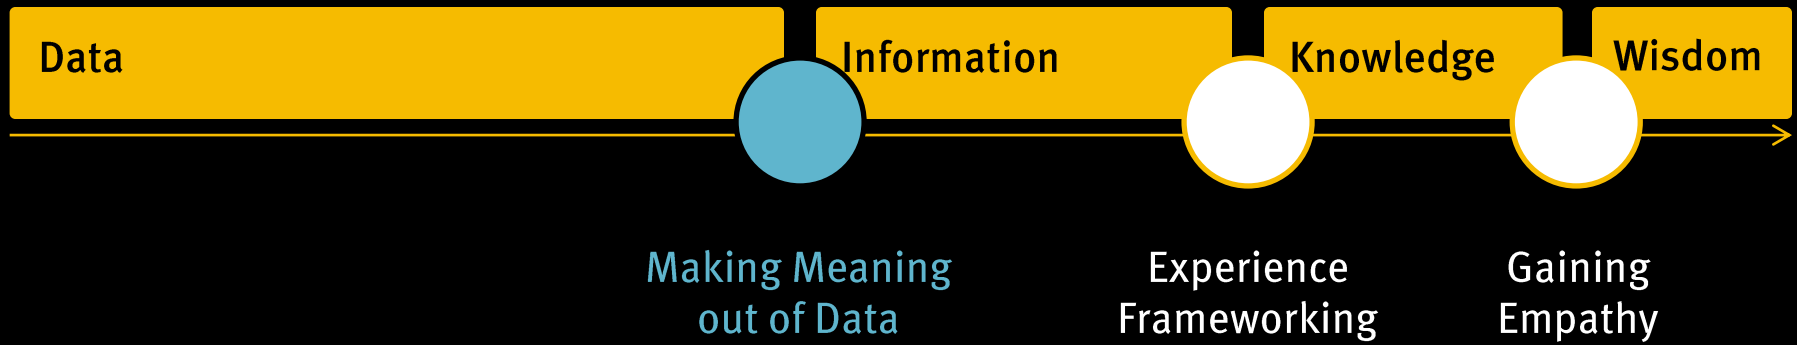 Data
Information
Knowledge
Wisdom
Making Meaning
out of Data
Experience
Frameworking
Gaining
Empathy